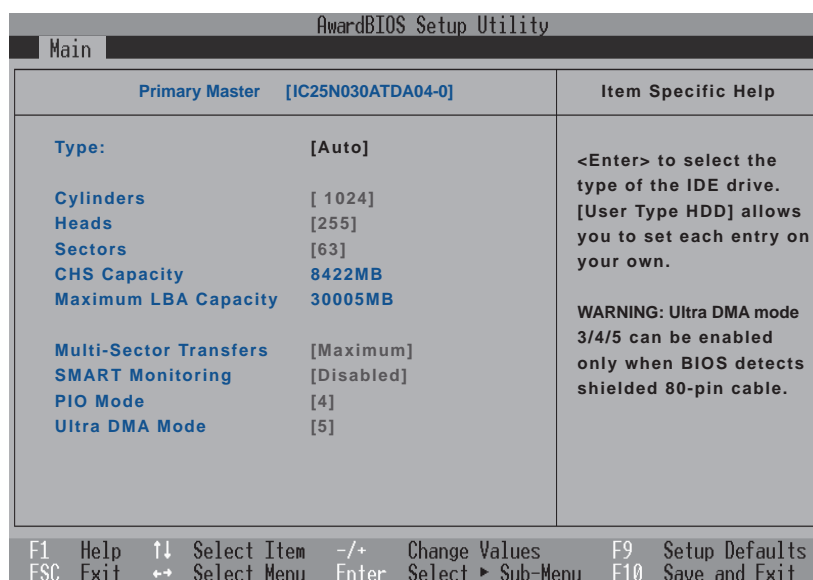 AwardBIOS Setup Utility
Main
Primary Master [IC25N030ATDA04-0]
Item Specific Help
Type: [Auto]
Cylinders [ 1024]
Heads [255]
Sectors [63]
CHS Capacity 8422MB
Maximum LBA Capacity 30005MB
Multi-Sector Transfers [Maximum]
SMART Monitoring [Disabled]
PIO Mode [4]
Ultra DMA Mode [5]
<Enter> to select the
type of the IDE drive.
[User Type HDD] allows
you to set each entry on
your own.
WARNING: Ultra DMA mode
3/4/5 can be enabled
only when BIOS detects
shielded 80-pin cable.
F1 Help ↑↓ Select Item -/+ Change Values F9 Setup Defaults
ESC Exit ←→ Select Menu Enter Select ► Sub-Menu F10 Save and Exit